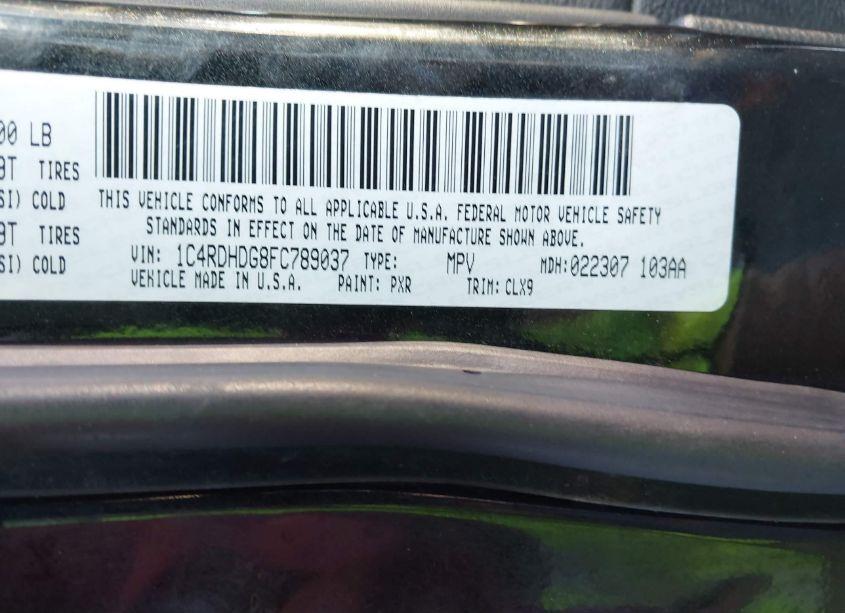 00 LB
9T TIRES
SI) COLD
9T TIRES
SI) COLD
THIS VEHICLE CONFORMS TO ALL APPLICABLE U.S.A. FEDERAL MOTOR VEHICLE SAFETY
STANDARDS IN EFFECT ON THE DATE OF MANUFACTURE SHOWN ABOVE.
VIN: 1C4RDHDG8FC789037 TYPE: MPV MDH:022307 103AA
VEHICLE MADE IN U.S.A. PAINT: PXR TRIM: CLX9